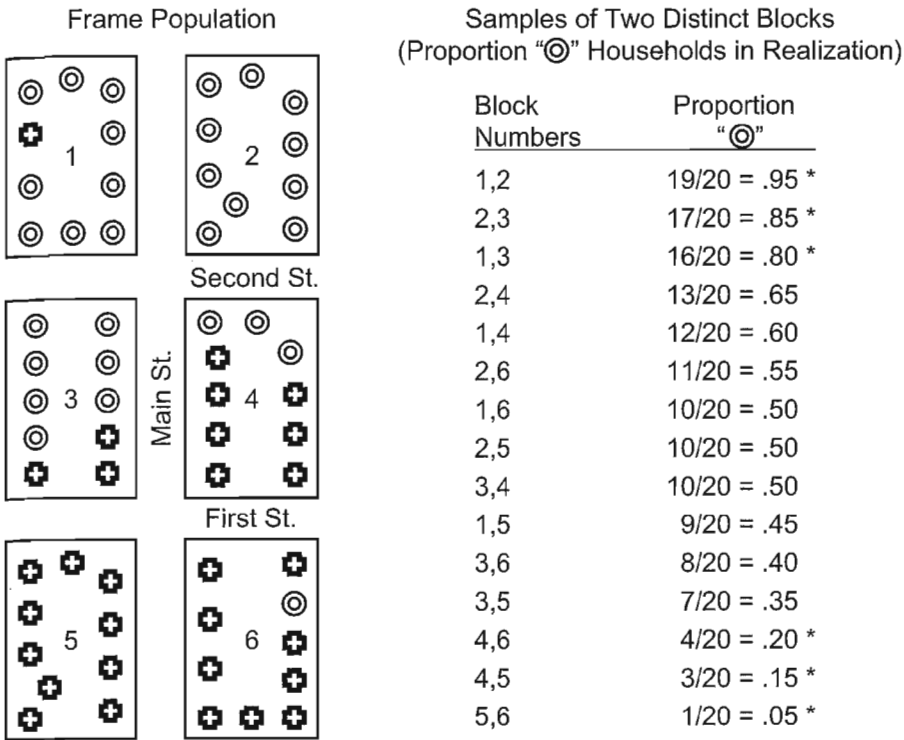 Frame Population
1
2
Second St.
3
Main St.
4
First St.
5
6
Samples of Two Distinct Blocks
(Proportion “◎” Households in Realization)
Block Numbers Proportion “◎”
1,2 19/20 = .95 *
2,3 17/20 = .85 *
1,3 16/20 = .80 *
2,4 13/20 = .65
1,4 12/20 = .60
2,6 11/20 = .55
1,6 10/20 = .50
2,5 10/20 = .50
3,4 10/20 = .50
1,5 9/20 = .45
3,6 8/20 = .40
3,5 7/20 = .35
4,6 4/20 = .20 *
4,5 3/20 = .15 *
5,6 1/20 = .05 *